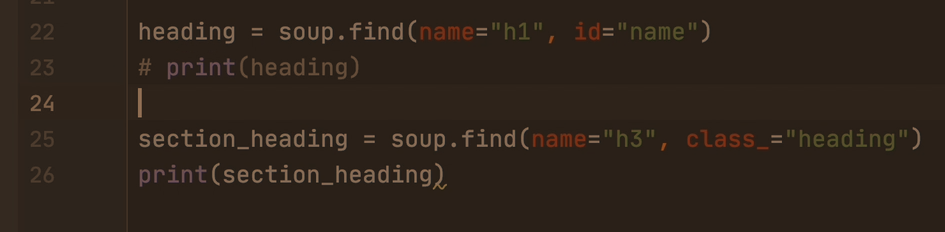 22 heading = soup.find(name="h1", id="name")
23 # print(heading)
24
25 section_heading = soup.find(name="h3", class_="heading")
26 print(section_heading)